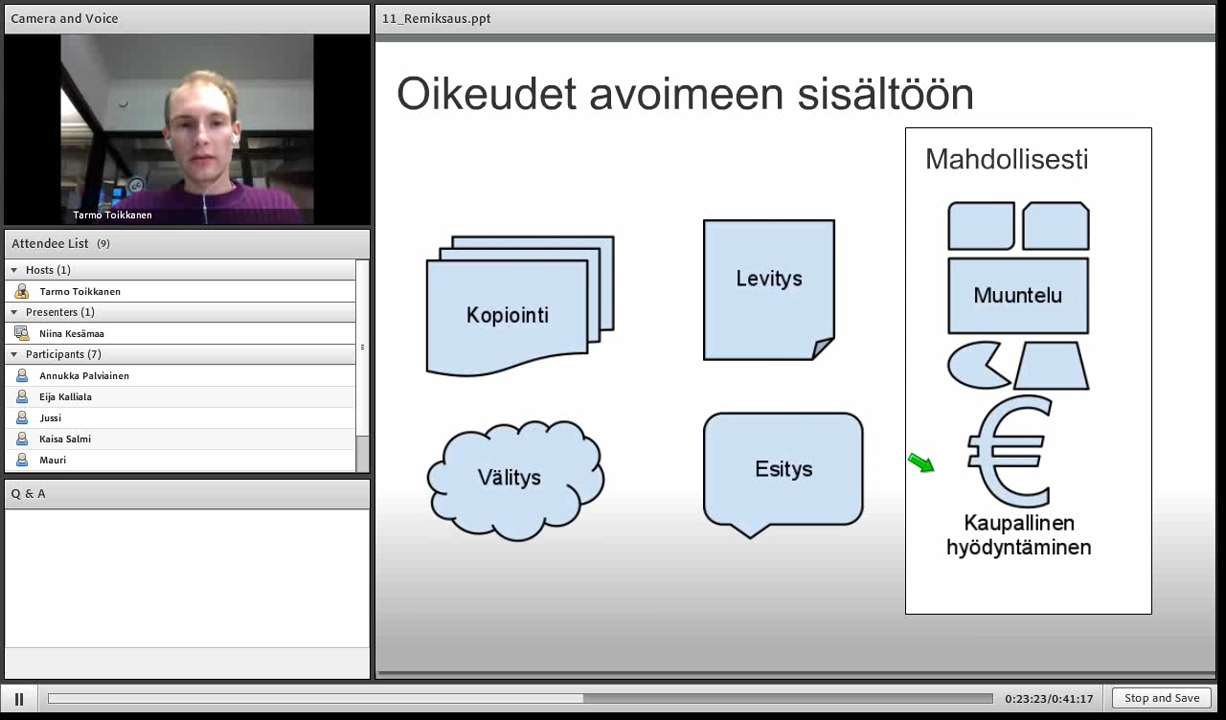 Camera and Voice
Tarmo Toikkanen
Attendee List (9)
Hosts (1)
Tarmo Toikkanen
Presenters (1)
Niina Kesämaa
Participants (7)
Annukka Palviainen
Eija Kalliala
Jussi
Kaisa Salmi
Mauri
Q & A
11_Remiksaus.ppt
Oikeudet avoimeen sisältöön
Mahdollisesti
Kopiointi
Levitys
Muuntelu
Välitys
Esitys
€
Kaupallinen
hyödyntäminen
0:23:23/0:41:17
Stop and Save